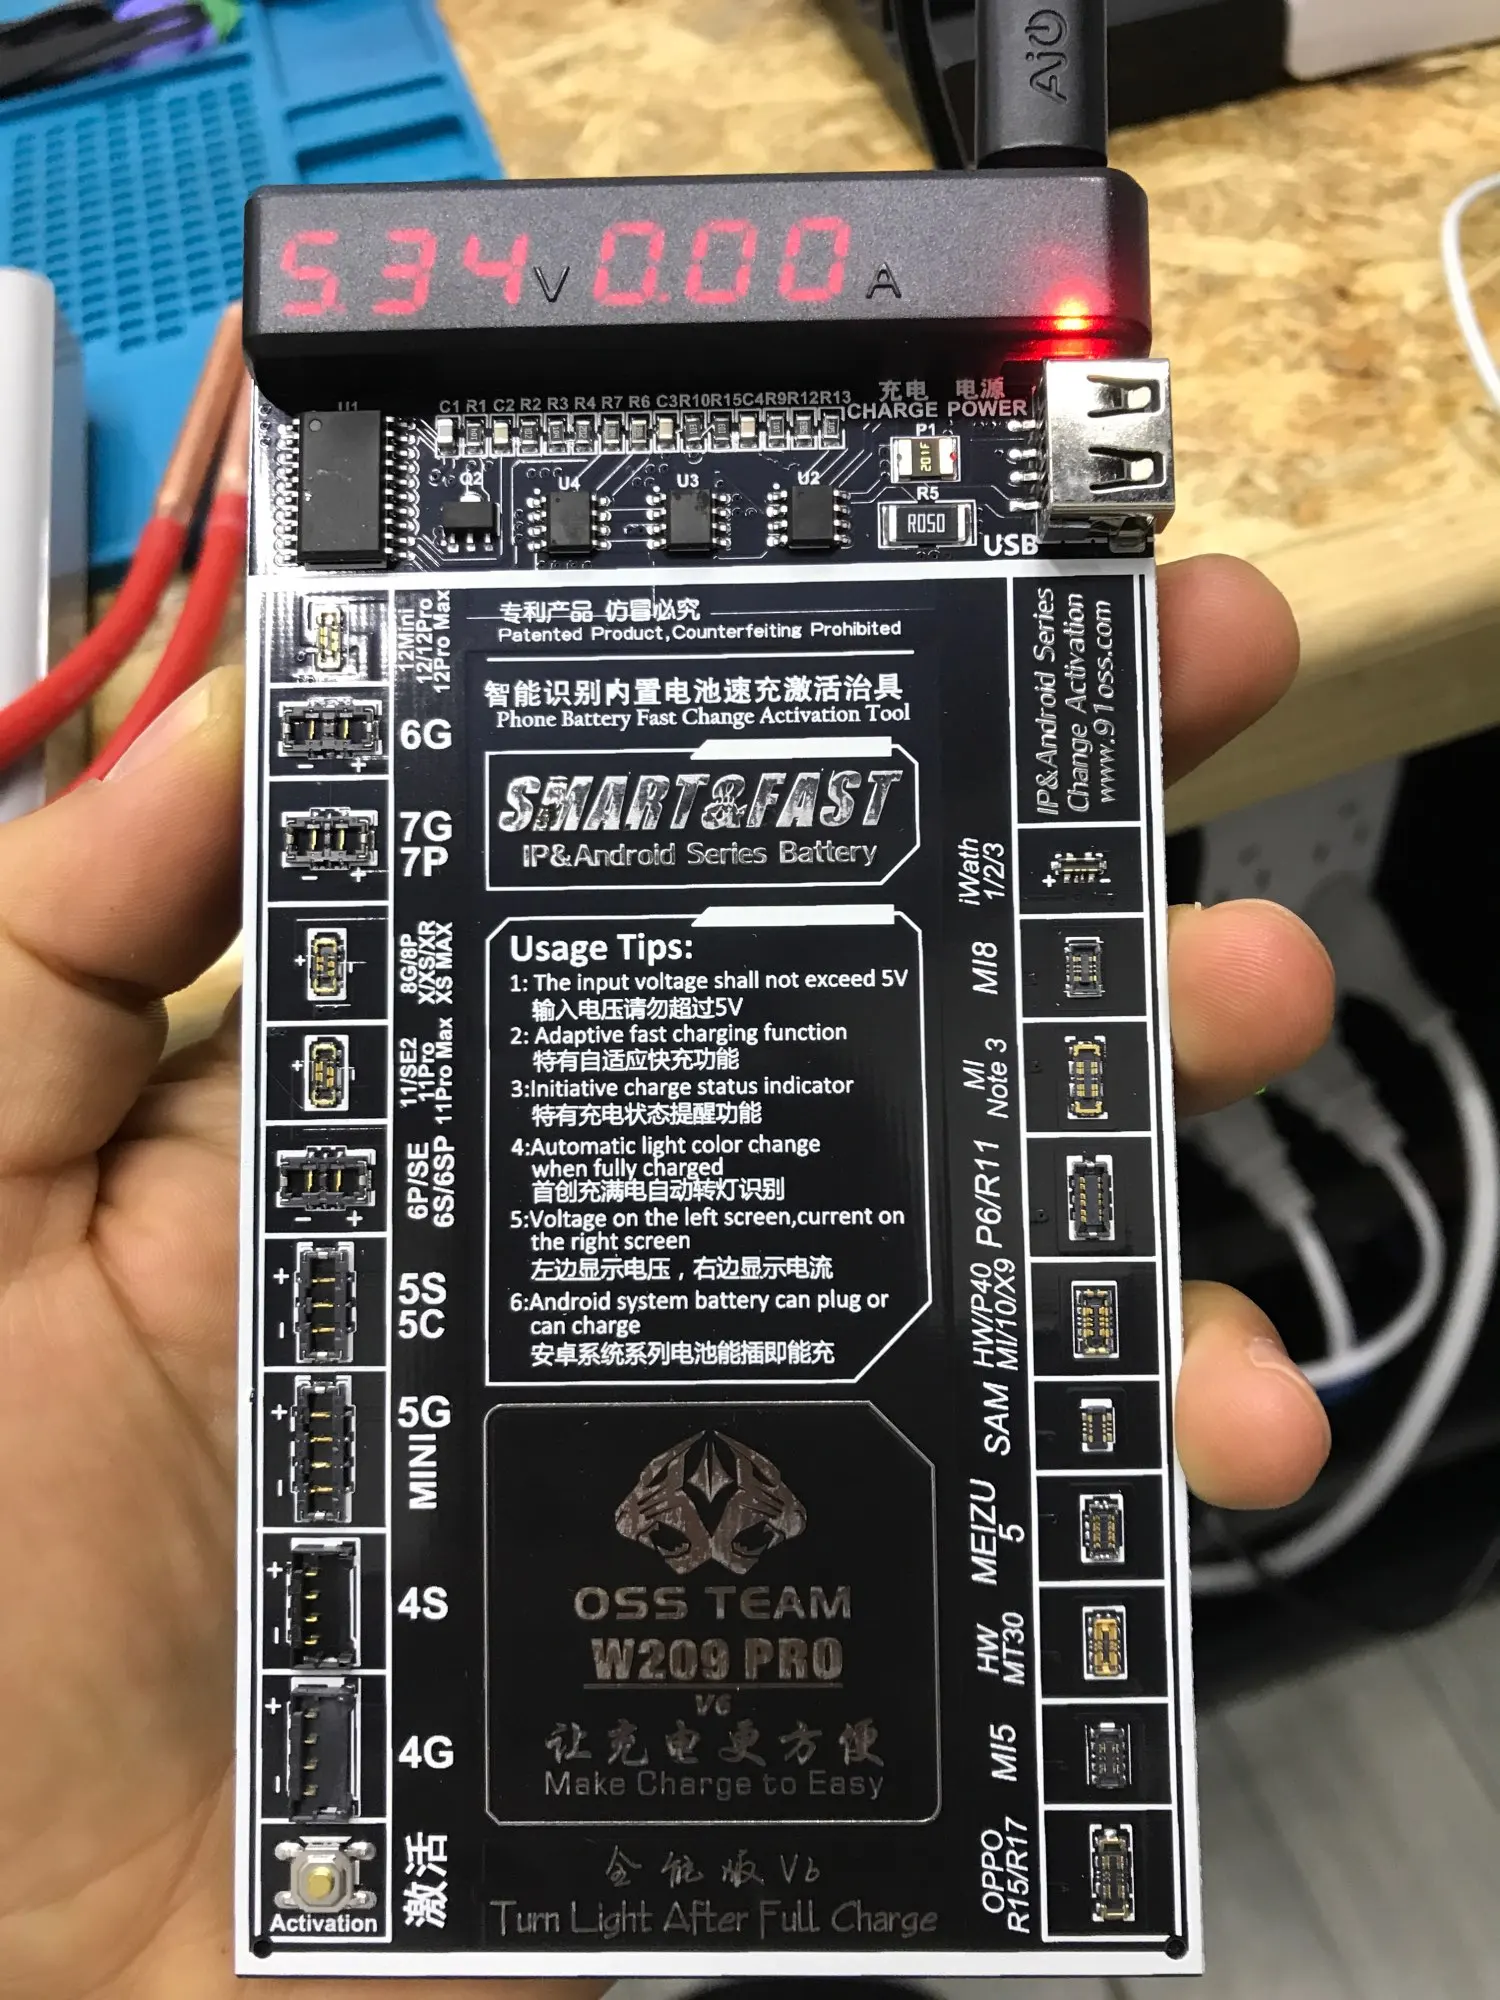 Ajo
5.34 V 0.00 A
充电 电源
CHARGE POWER
U1
C1 R1 C2 R2 R3 R4 R7 R6 C3 R10 R15 C4 R9 R12 R13
P1
201F
Q2
U4
U3
U2
R5
R050
USB
专利产品 仿冒必究
Patented Product,Counterfeiting Prohibited
智能识别内置电池速充激活治具
Phone Battery Fast Change Activation Tool
SMART&FAST
IP&Android Series Battery
Usage Tips:
1: The input voltage shall not exceed 5V
输入电压请勿超过5V
2: Adaptive fast charging function
特有自适应快充功能
3:Initiative charge status indicator
特有充电状态提醒功能
4:Automatic light color change
when fully charged
首创充满电自动转灯识别
5:Voltage on the left screen,current on
the right screen
左边显示电压，右边显示电流
6:Android system battery can plug or
can charge
安卓系统系列电池能插即能充
OSS TEAM
W209 PRO
V6
让充电更方便
Make Charge to Easy
全能版 V6
Turn Light After Full Charge
12Mini
12/12Pro
12Pro Max
6G
- +
7G
7P
- +
8G/8P
X/XS/XR
XS MAX
+ -
11/SE2
11Pro
11Pro Max
+ -
6P/SE
6S/6SP
- +
5S
5C
+ -
5G
MINI
+ -
4S
+ -
4G
+ -
激活
Activation
IP&Android Series
Change Activation
www.91oss.com
iWath
1/2/3
+ -
MI8
MI
Note 3
P6/R11
HW/P40
MI/10/X9
SAM
MEIZU
5
HW
MT30
MI5
OPPO
R15/R17